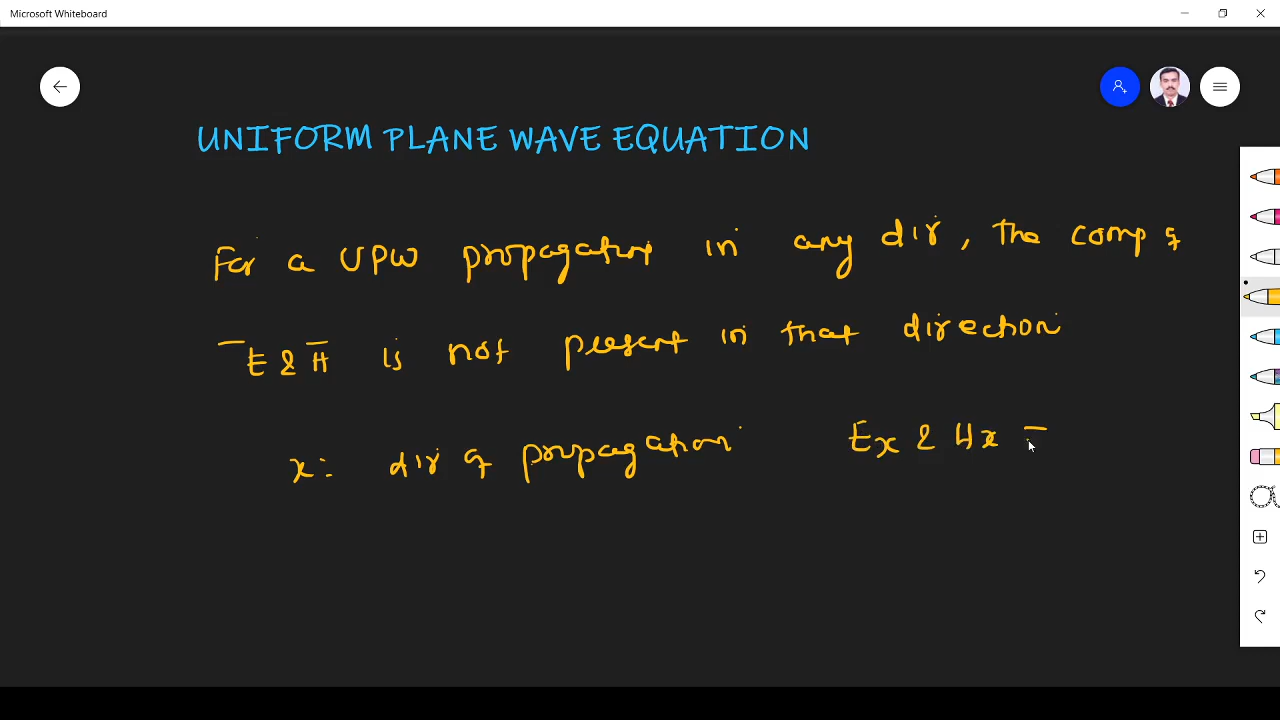 Microsoft Whiteboard
UNIFORM PLANE WAVE EQUATION
For a UPW propagation in any dir, the comp of
E & H is not present in that direction
x: dir of propagation Ex & Hx =